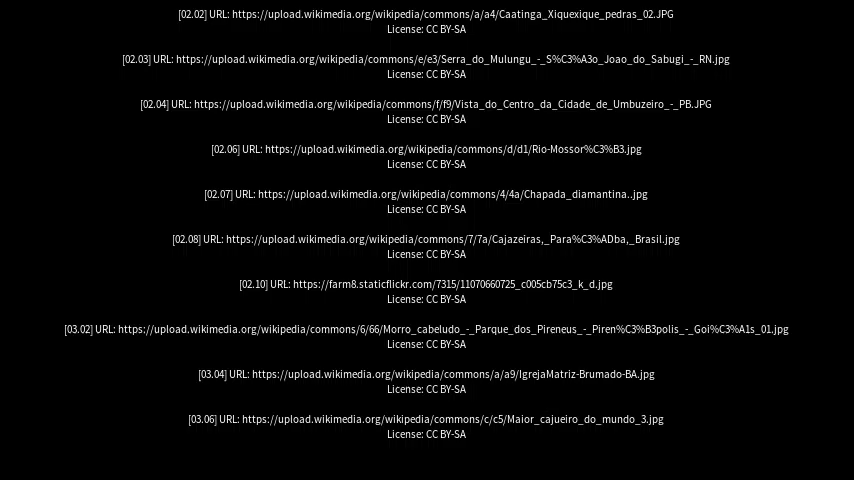 [02.02] URL: https://upload.wikimedia.org/wikipedia/commons/a/a4/Caatinga_Xiquexique_pedras_02.JPG
License: CC BY-SA
[02.03] URL: https://upload.wikimedia.org/wikipedia/commons/e/e3/Serra_do_Mulungu_-_S%C3%A3o_Joao_do_Sabugi_-_RN.jpg
License: CC BY-SA
[02.04] URL: https://upload.wikimedia.org/wikipedia/commons/f/f9/Vista_do_Centro_da_Cidade_de_Umbuzeiro_-_PB.JPG
License: CC BY-SA
[02.06] URL: https://upload.wikimedia.org/wikipedia/commons/d/d1/Rio-Mossor%C3%B3.jpg
License: CC BY-SA
[02.07] URL: https://upload.wikimedia.org/wikipedia/commons/4/4a/Chapada_diamantina..jpg
License: CC BY-SA
[02.08] URL: https://upload.wikimedia.org/wikipedia/commons/7/7a/Cajazeiras,_Para%C3%ADba,_Brasil.jpg
License: CC BY-SA
[02.10] URL: https://farm8.staticflickr.com/7315/11070660725_c005cb75c3_k_d.jpg
License: CC BY-SA
[03.02] URL: https://upload.wikimedia.org/wikipedia/commons/6/66/Morro_cabeludo_-_Parque_dos_Pireneus_-_Piren%C3%B3polis_-_Goi%C3%A1s_01.jpg
License: CC BY-SA
[03.04] URL: https://upload.wikimedia.org/wikipedia/commons/a/a9/IgrejaMatriz-Brumado-BA.jpg
License: CC BY-SA
[03.06] URL: https://upload.wikimedia.org/wikipedia/commons/c/c5/Maior_cajueiro_do_mundo_3.jpg
License: CC BY-SA